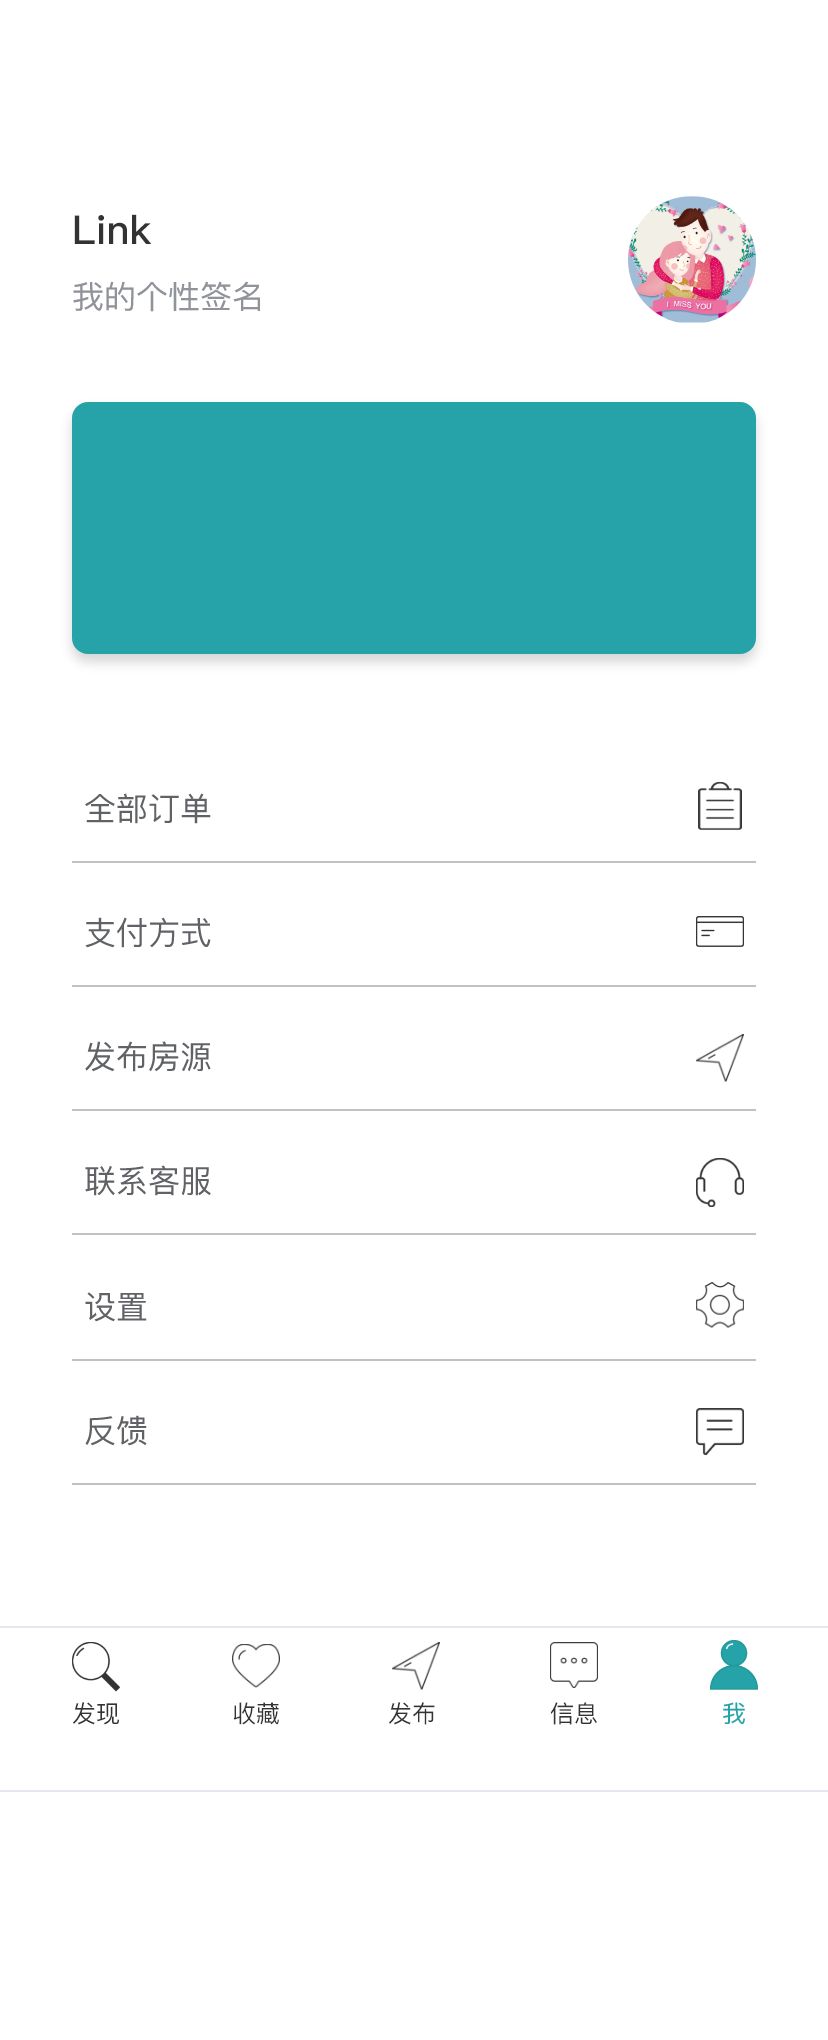 Link
我的个性签名
I MISS YOU
全部订单
支付方式
发布房源
联系客服
设置
反馈
发现
收藏
发布
信息
我